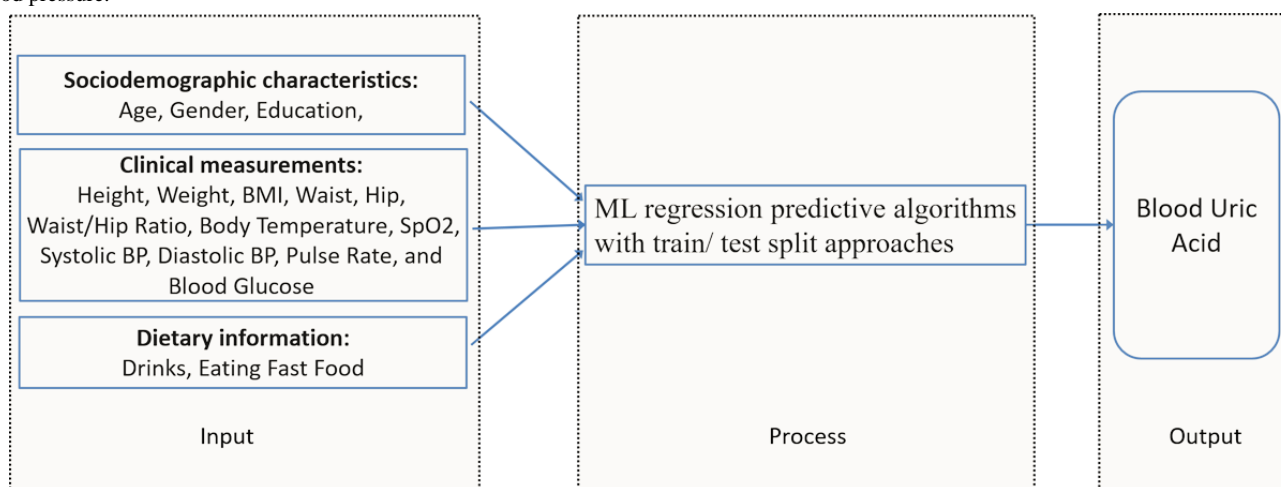 od pressure.
Sociodemographic characteristics:
Age, Gender, Education,
Clinical measurements:
Height, Weight, BMI, Waist, Hip,
Waist/Hip Ratio, Body Temperature, SpO2,
Systolic BP, Diastolic BP, Pulse Rate, and
Blood Glucose
Dietary information:
Drinks, Eating Fast Food
Input
ML regression predictive algorithms
with train/ test split approaches
Process
Blood Uric
Acid
Output